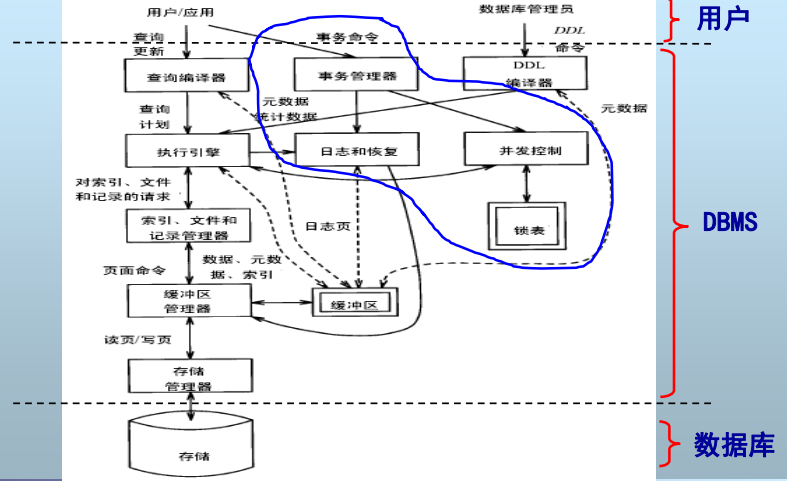 用户/应用
数据库管理员
用户
查询
更新
事务命令
DDL
命令
查询编译器
事务管理器
DDL
编译器
元数据
统计数据
元数据
查询
计划
执行引擎
日志和恢复
并发控制
对索引、文件
和记录的请求
索引、文件和
记录管理器
日志页
锁表
DBMS
页面命令
数据、元数
据、索引
缓冲区
管理器
缓冲区
读页/写页
存储
管理器
存储
数据库